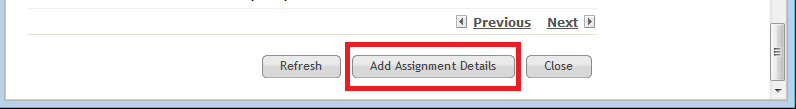 Previous Next
Refresh Add Assignment Details Close